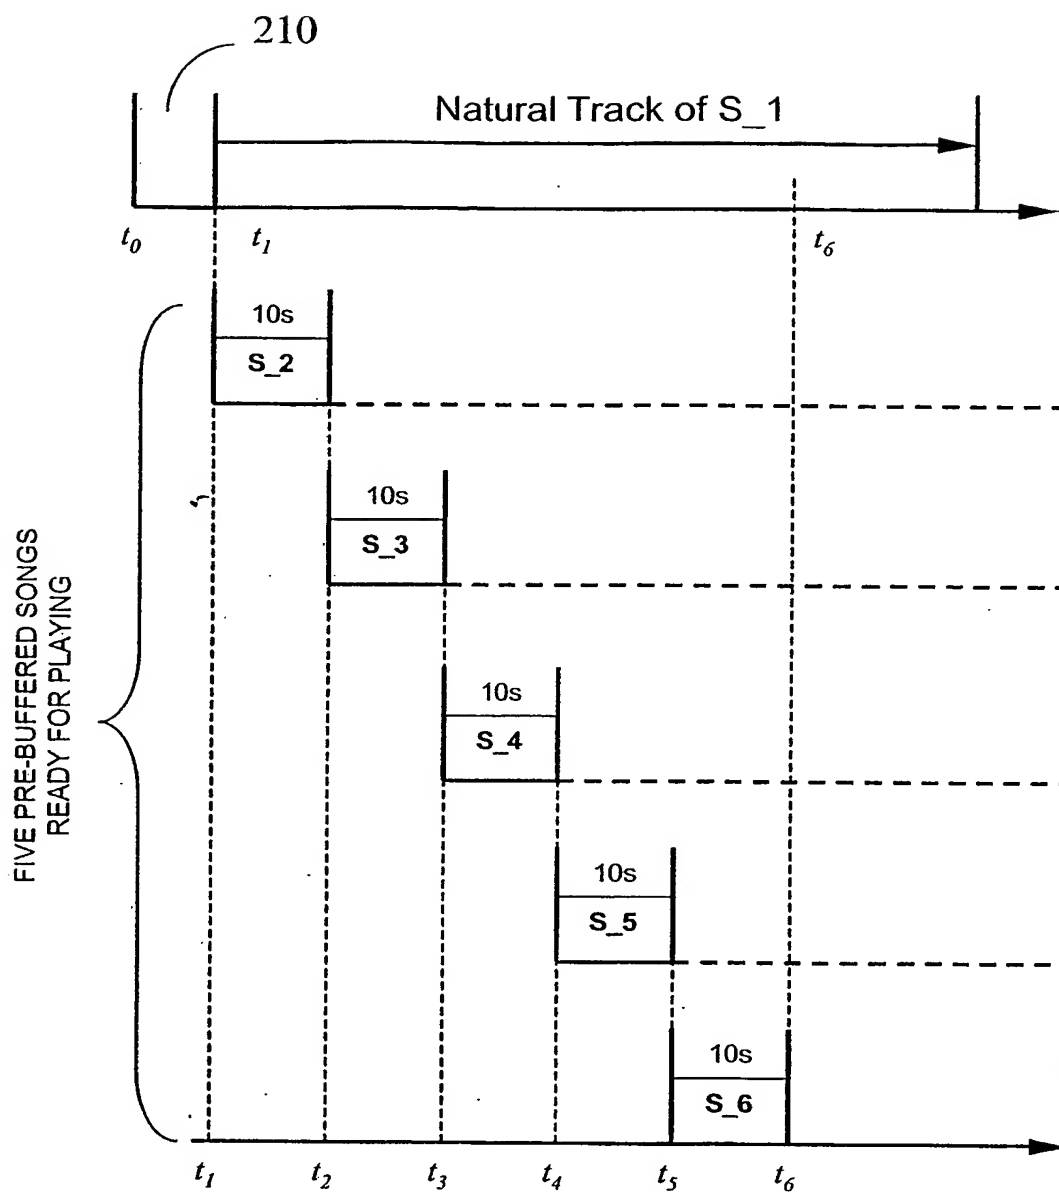 210
Natural Track of S_1
t0 t1 t6
10s
S_2
10s
S_3
10s
S_4
10s
S_5
10s
S_6
FIVE PRE-BUFFERED SONGS
READY FOR PLAYING
t1 t2 t3 t4 t5 t6